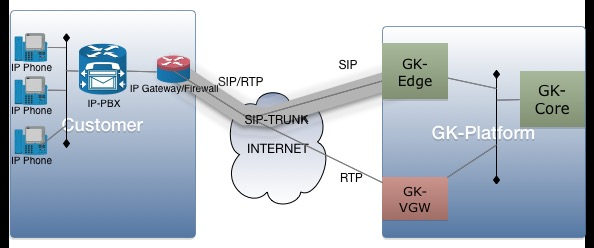 IP Phone
IP Phone
IP Phone
IP-PBX
IP Gateway/Firewall
Customer
SIP/RTP
SIP
SIP-TRUNK
INTERNET
RTP
GK-
Edge
GK-
Core
GK-Platform
GK-
VGW